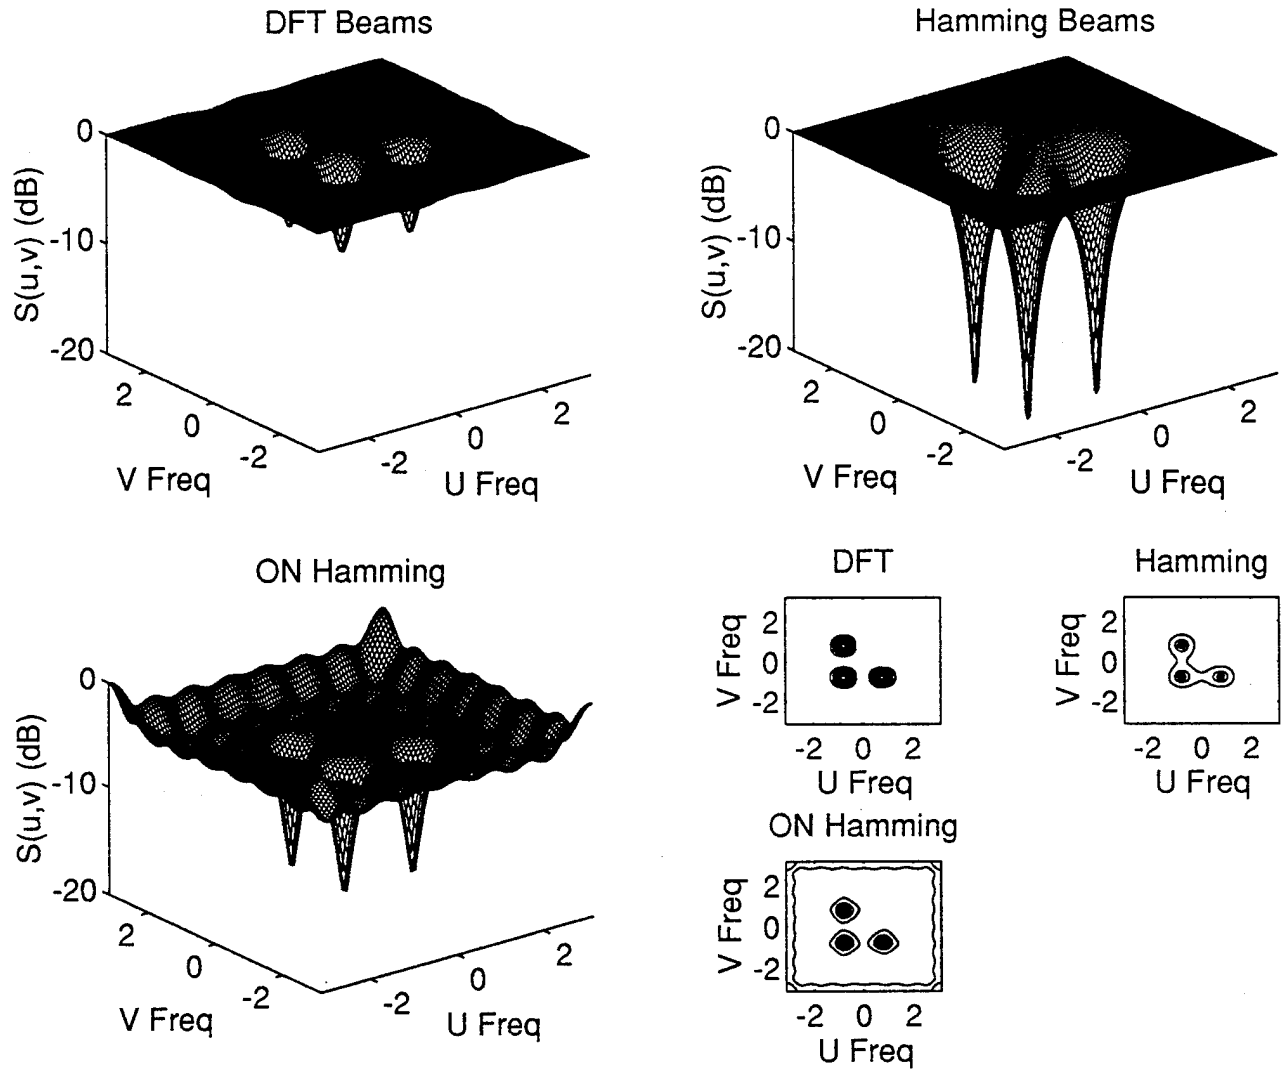 DFT Beams
0
-10
-20
S(u,v) (dB)
2
0
-2
V Freq
-2
0
2
U Freq
Hamming Beams
0
-10
-20
S(u,v) (dB)
2
0
-2
V Freq
-2
0
2
U Freq
ON Hamming
0
-10
-20
S(u,v) (dB)
2
0
-2
V Freq
-2
0
2
U Freq
DFT
2
0
-2
V Freq
-2 0 2
U Freq
Hamming
2
0
-2
V Freq
-2 0 2
U Freq
ON Hamming
2
0
-2
V Freq
-2 0 2
U Freq